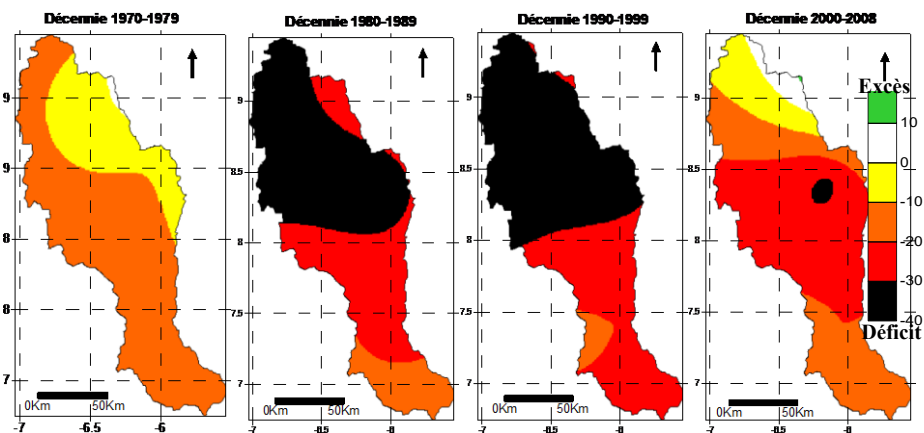 Décennie 1970-1979
9
9
8
8
7
0Km 50Km
-7 -6.5 -6
Décennie 1980-1989
9
8.5
8
7.5
7
0Km 50Km
-7 -8.5 -8
Décennie 1990-1999
9
8.5
8
7.5
7
0Km 50Km
-7 -8.5 -8
Décennie 2000-2008
9
8.5
8
7.5
7
0Km 50Km
-7 -8.5 -8
Excès
10
0
-10
-20
-30
-40
Déficit